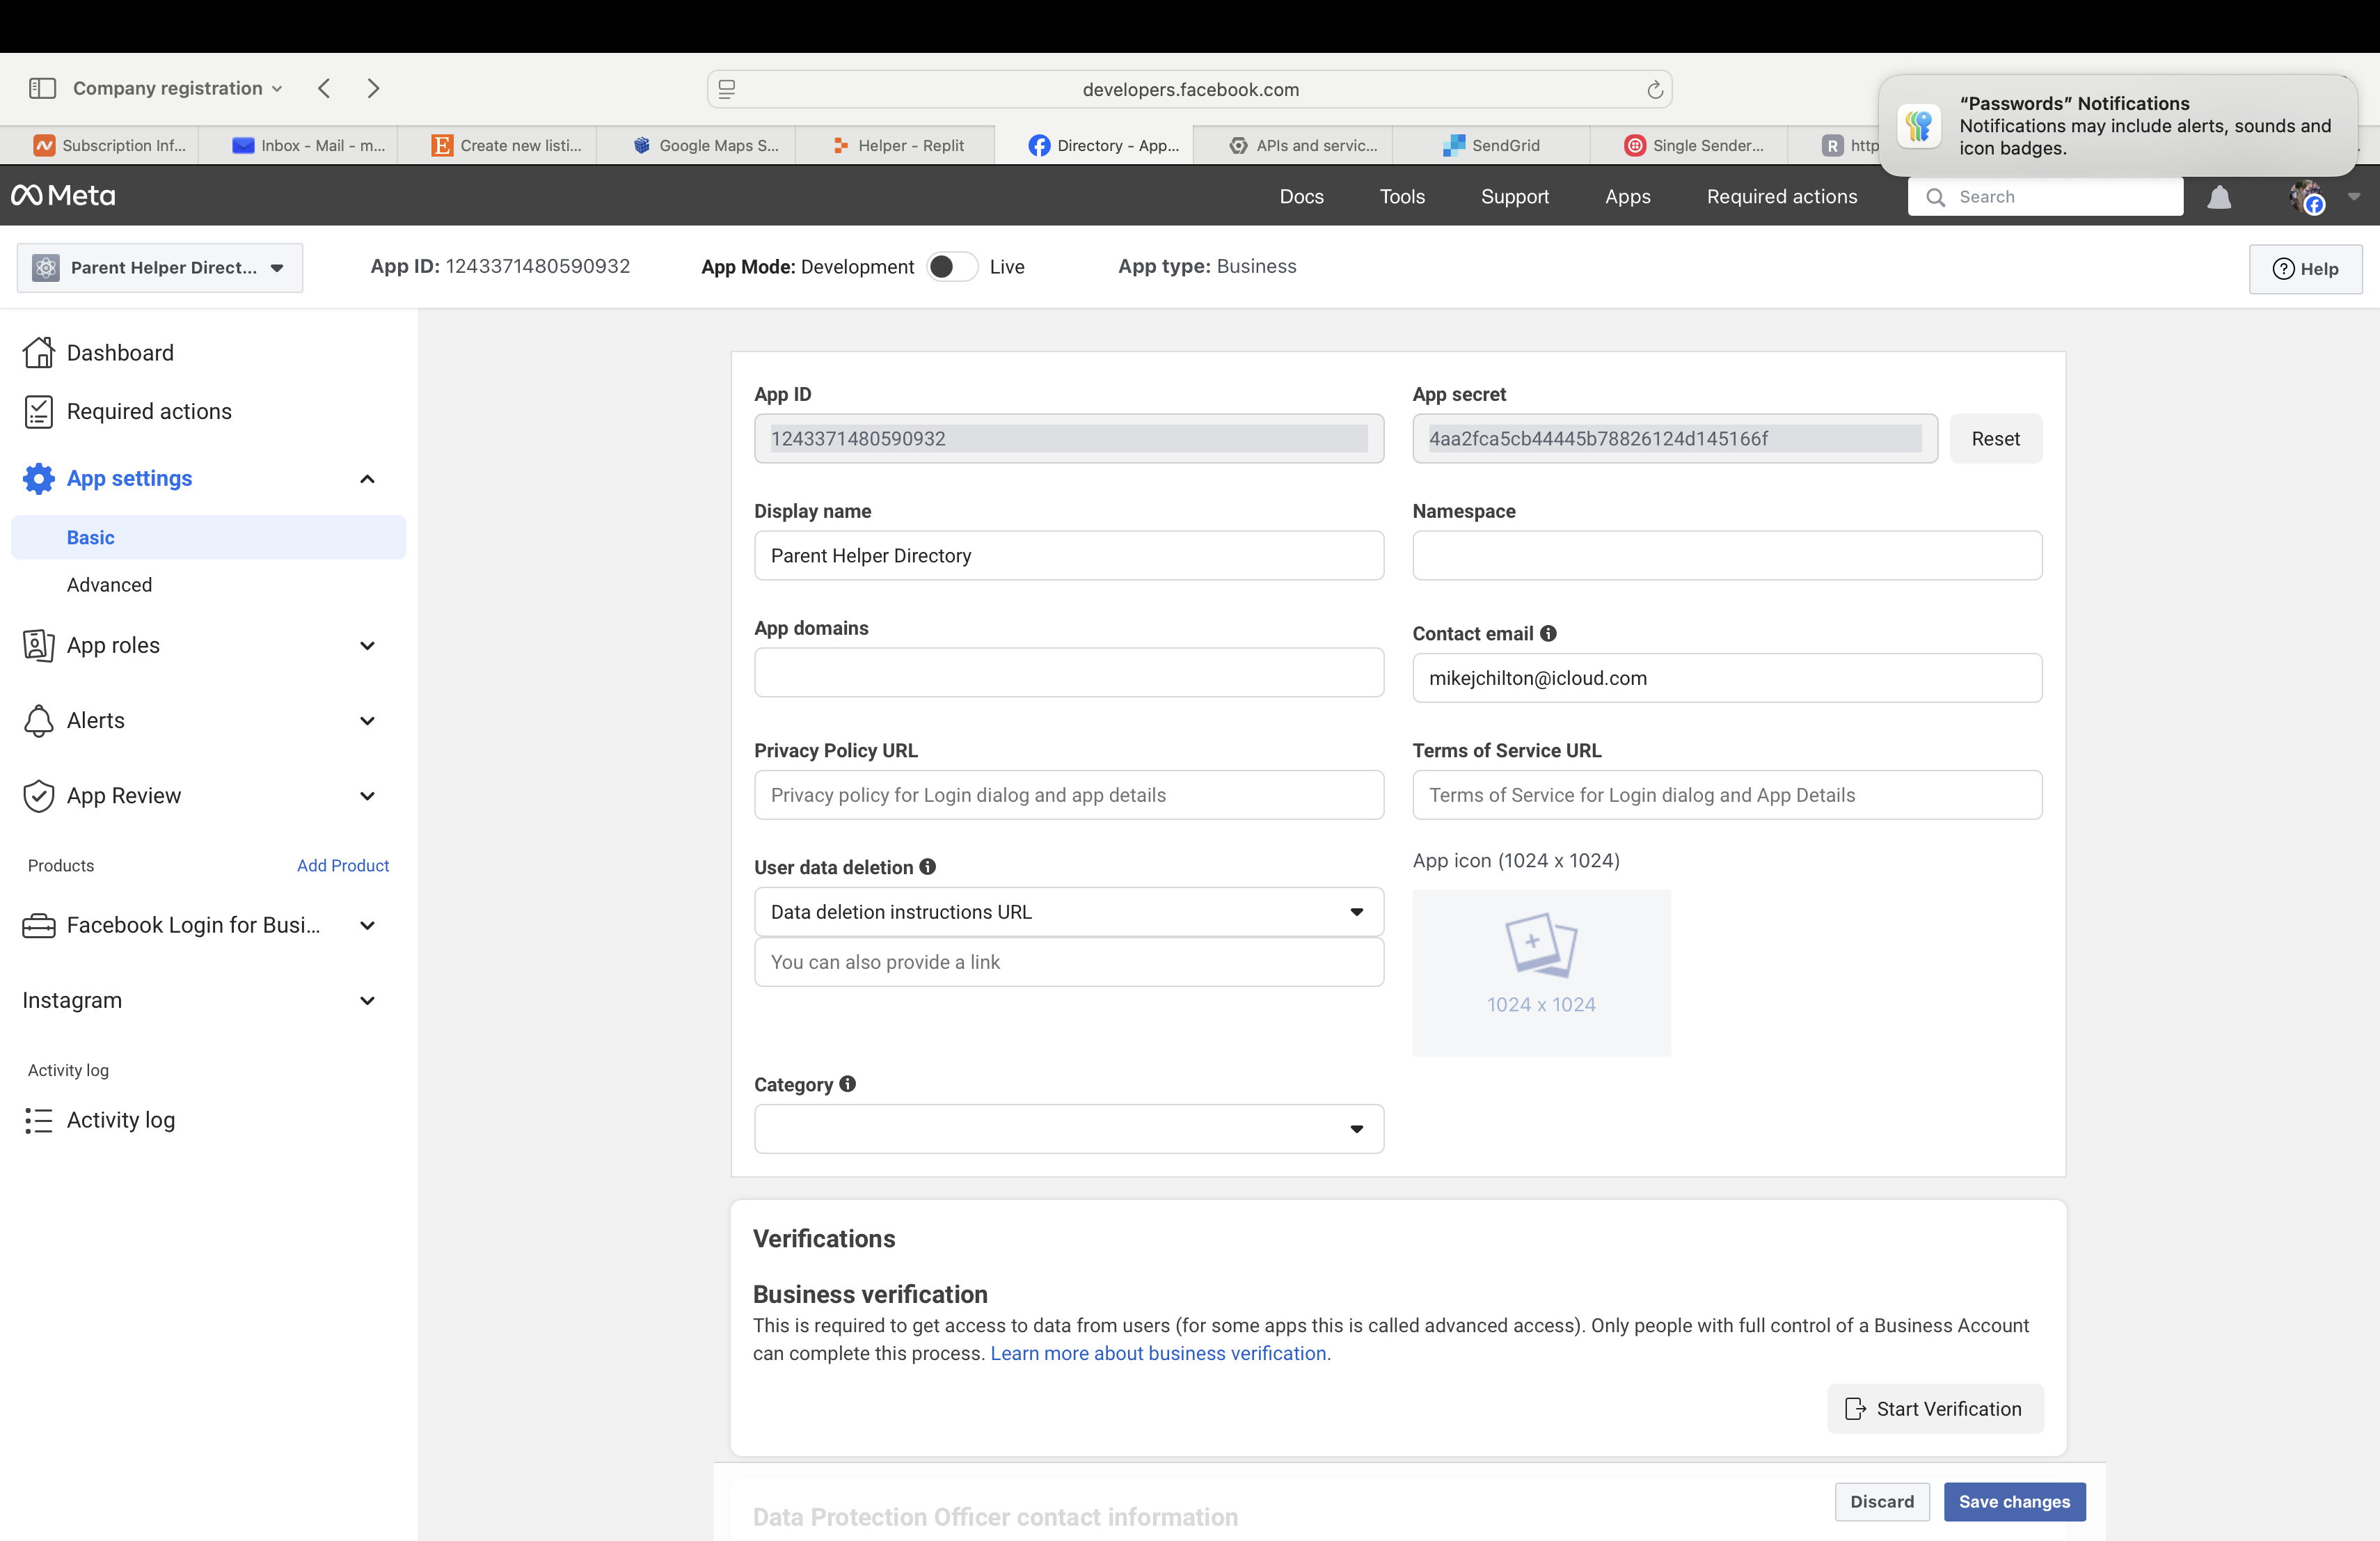 Company registration
developers.facebook.com
"Passwords" Notifications
Notifications may include alerts, sounds and
icon badges.
Subscription Inf...
Inbox - Mail - m...
Create new listi...
Google Maps S...
Helper - Replit
Directory - App...
APIs and servic...
SendGrid
Single Sender...
R http
Meta
Docs
Tools
Support
Apps
Required actions
Search
Parent Helper Direct...
App ID: 1243371480590932
App Mode: Development
Live
App type: Business
Help
Dashboard
Required actions
App settings
Basic
Advanced
App roles
Alerts
App Review
Products
Add Product
Facebook Login for Busi...
Instagram
Activity log
Activity log
App ID
1243371480590932
App secret
4aa2fca5cb44445b78826124d145166f
Reset
Display name
Parent Helper Directory
Namespace
App domains
Contact email
mikejchilton@icloud.com
Privacy Policy URL
Privacy policy for Login dialog and app details
Terms of Service URL
Terms of Service for Login dialog and App Details
User data deletion
Data deletion instructions URL
You can also provide a link
App icon (1024 x 1024)
1024 x 1024
Category
Verifications
Business verification
This is required to get access to data from users (for some apps this is called advanced access). Only people with full control of a Business Account
can complete this process. Learn more about business verification.
Start Verification
Data Protection Officer contact information
Discard
Save changes